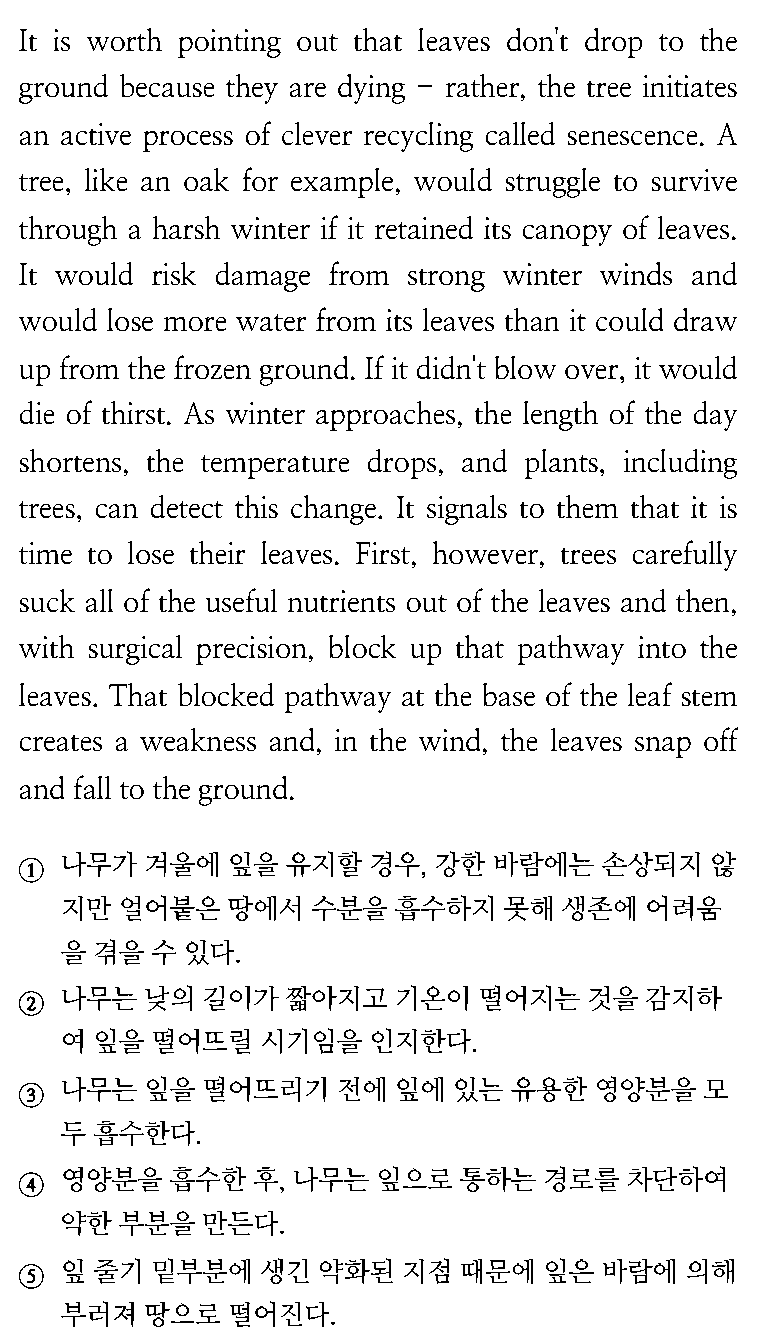 It is worth pointing out that leaves don't drop to the
ground because they are dying - rather, the tree initiates
an active process of clever recycling called senescence. A
tree, like an oak for example, would struggle to survive
through a harsh winter if it retained its canopy of leaves.
It would risk damage from strong winter winds and
would lose more water from its leaves than it could draw
up from the frozen ground. If it didn't blow over, it would
die of thirst. As winter approaches, the length of the day
shortens, the temperature drops, and plants, including
trees, can detect this change. It signals to them that it is
time to lose their leaves. First, however, trees carefully
suck all of the useful nutrients out of the leaves and then,
with surgical precision, block up that pathway into the
leaves. That blocked pathway at the base of the leaf stem
creates a weakness and, in the wind, the leaves snap off
and fall to the ground.
① 나무가 겨울에 잎을 유지할 경우, 강한 바람에는 손상되지 않
지만 얼어붙은 땅에서 수분을 흡수하지 못해 생존에 어려움
을 겪을 수 있다.
② 나무는 낮의 길이가 짧아지고 기온이 떨어지는 것을 감지하
여 잎을 떨어뜨릴 시기임을 인지한다.
③ 나무는 잎을 떨어뜨리기 전에 잎에 있는 유용한 영양분을 모
두 흡수한다.
④ 영양분을 흡수한 후, 나무는 잎으로 통하는 경로를 차단하여
약한 부분을 만든다.
⑤ 잎 줄기 밑부분에 생긴 약화된 지점 때문에 잎은 바람에 의해
부러져 땅으로 떨어진다.